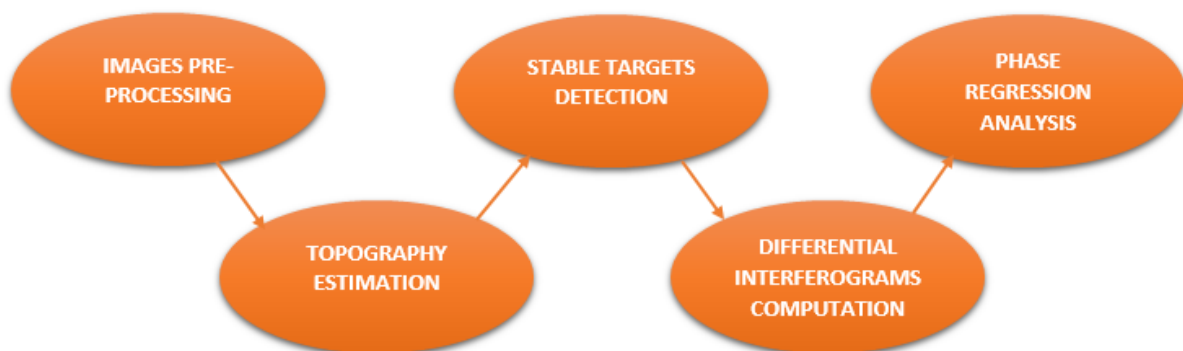 IMAGES PRE-
PROCESSING
TOPOGRAPHY
ESTIMATION
STABLE TARGETS
DETECTION
DIFFERENTIAL
INTERFEROGRAMS
COMPUTATION
PHASE
REGRESSION
ANALYSIS